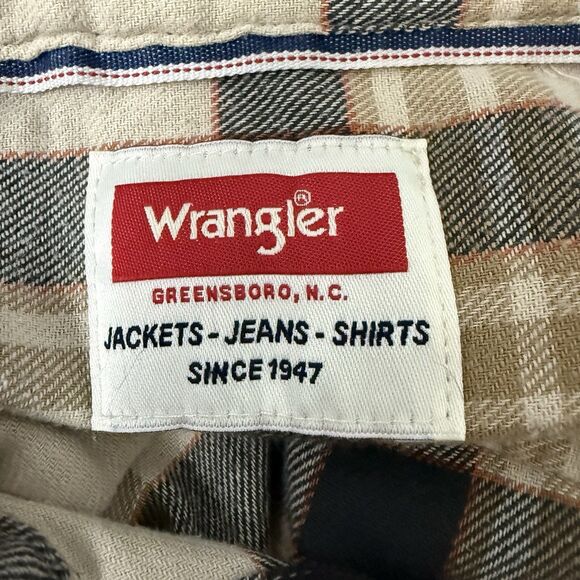 Wrangler®
GREENSBORO, N.C.
JACKETS - JEANS - SHIRTS
SINCE 1947